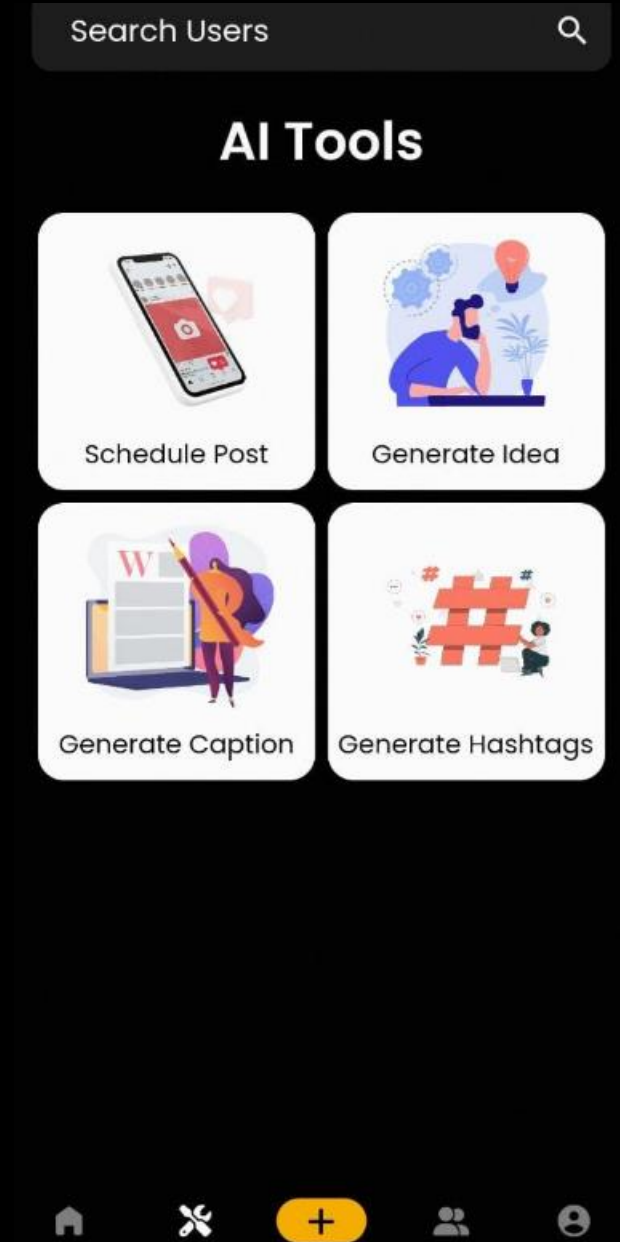 Search Users
AI Tools
Schedule Post
Generate Idea
W
Generate Caption
Generate Hashtags